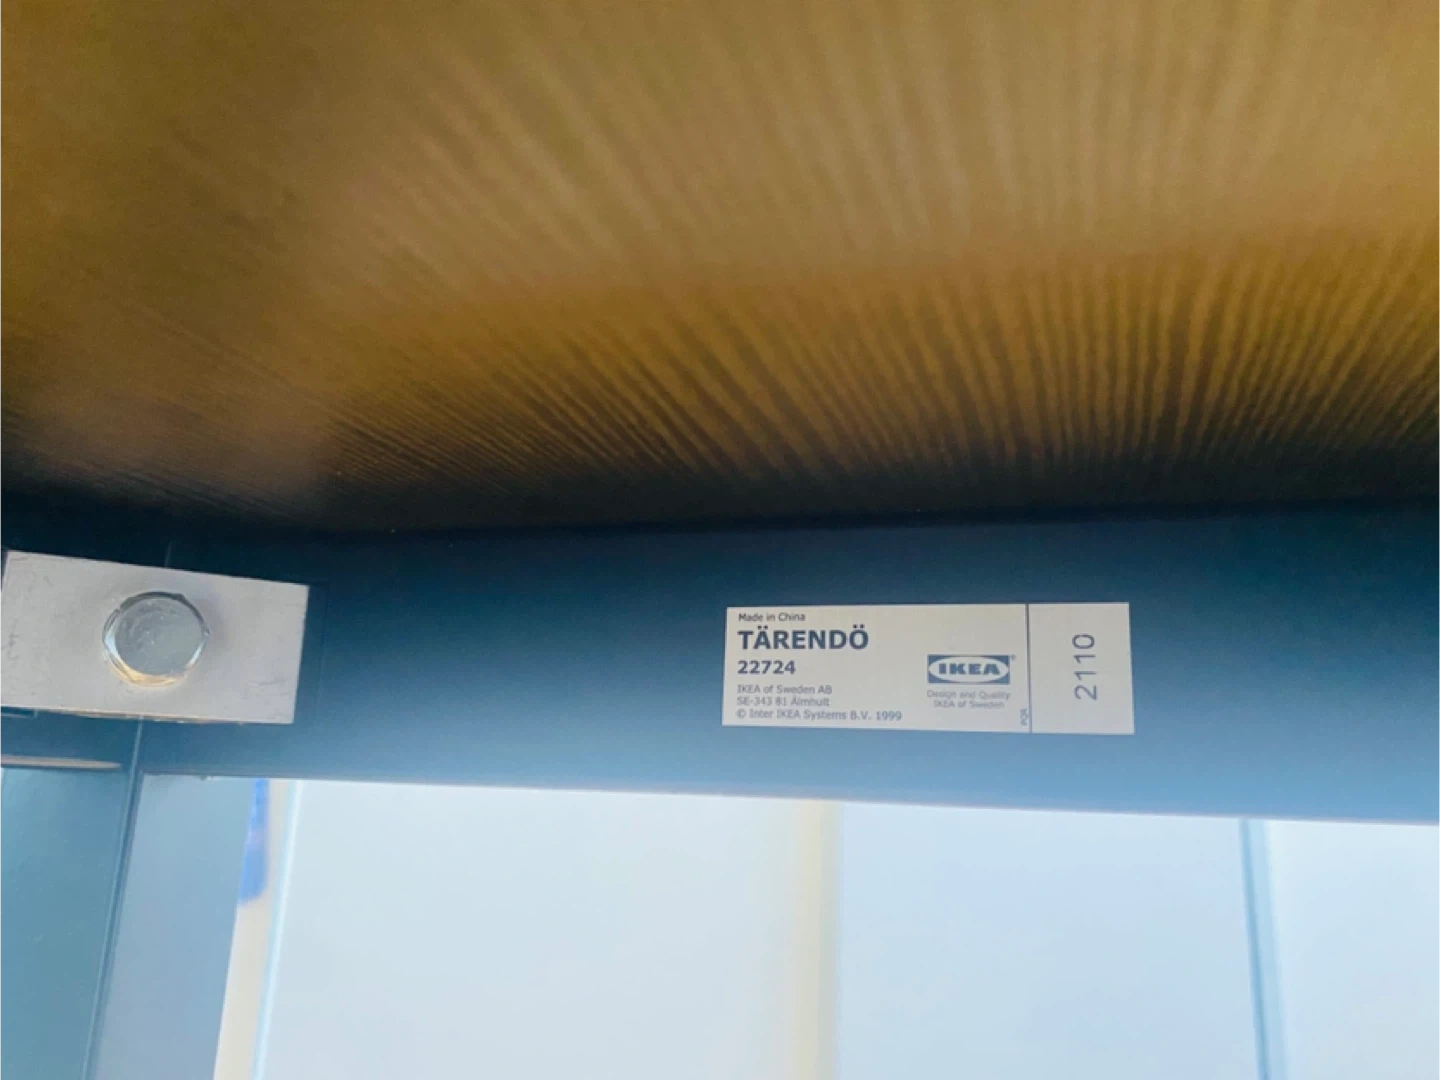 Made in China
TÄRENDÖ
22724
IKEA of Sweden AB
SE-343 81 Älmhult
© Inter IKEA Systems B.V. 1999
IKEA®
Design and Quality
IKEA of Sweden
PQR
2110